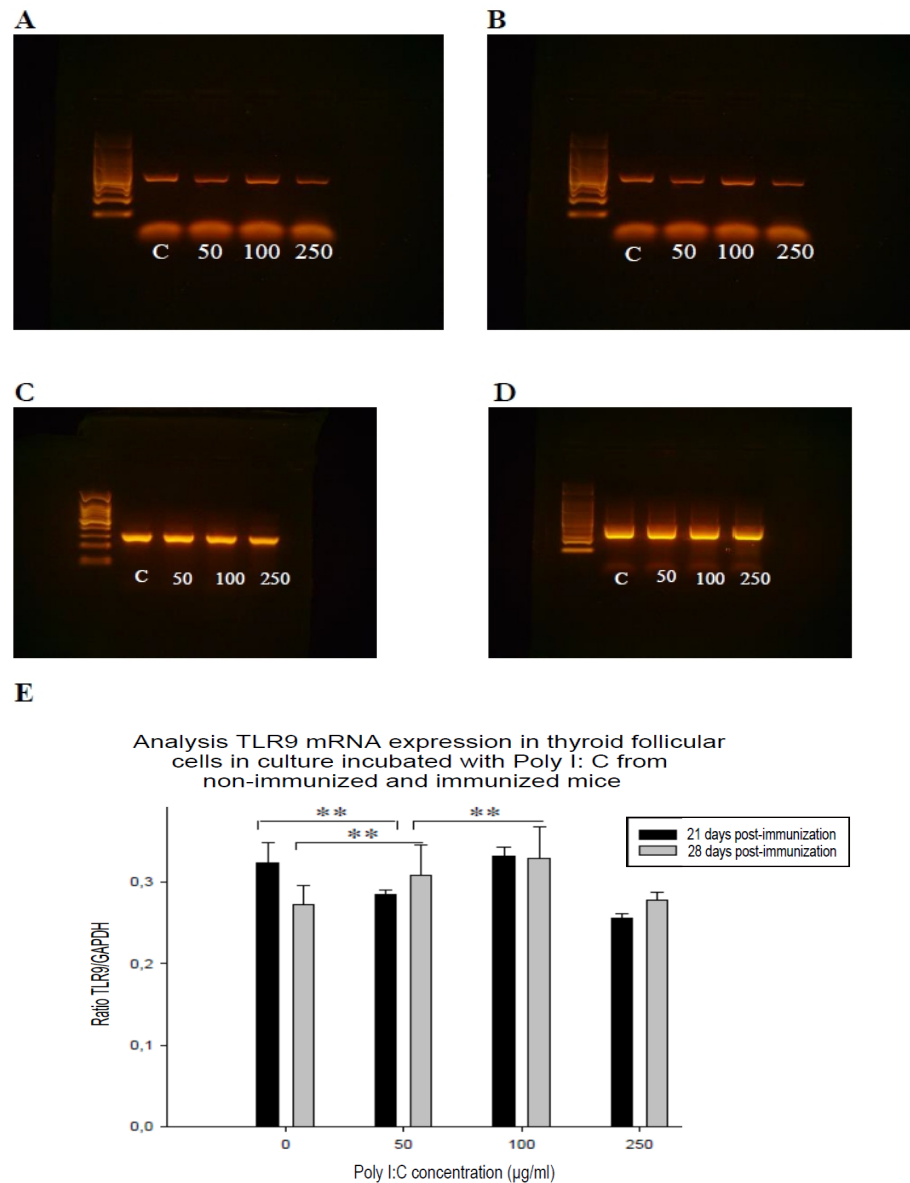 A
B
C 50 100 250
C 50 100 250
C
D
C 50 100 250
C 50 100 250
E
Analysis TLR9 mRNA expression in thyroid follicular
cells in culture incubated with Poly I: C from
non-immunized and immunized mice
** **
**
21 days post-immunization
28 days post-immunization
Ratio TLR9/GAPDH
0,3
0,2
0,1
0,0
0 50 100 250
Poly I:C concentration (µg/ml)